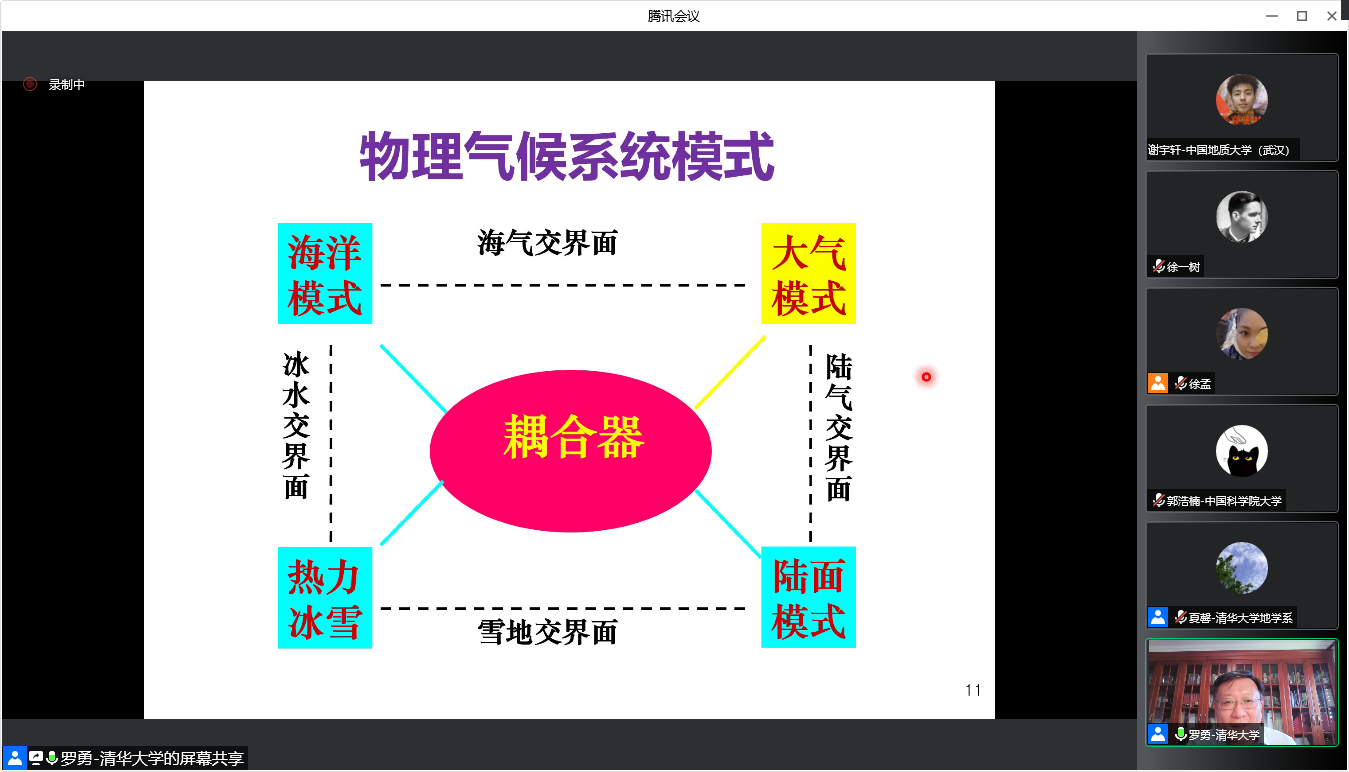 腾讯会议
录制中
物理气候系统模式
海洋
模式
海气交界面
大气
模式
冰水交界面
耦合器
陆气交界面
热力
冰雪
雪地交界面
陆面
模式
11
谢宇轩-中国地质大学（武汉）
徐一树
徐孟
郭浩楠-中国科学院大学
夏馨-清华大学地学系
罗勇-清华大学
罗勇-清华大学的屏幕共享